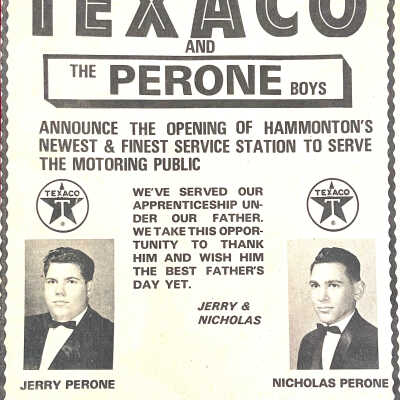 TEXACO
AND
THE PERONE BOYS
ANNOUNCE THE OPENING OF HAMMONTON'S
NEWEST & FINEST SERVICE STATION TO SERVE
THE MOTORING PUBLIC
TEXACO
T
WE'VE SERVED OUR
APPRENTICESHIP UN-
DER OUR FATHER.
WE TAKE THIS OPPOR-
TUNITY TO THANK
HIM AND WISH HIM
THE BEST FATHER'S
DAY YET.
JERRY &
NICHOLAS
TEXACO
T
JERRY PERONE
NICHOLAS PERONE